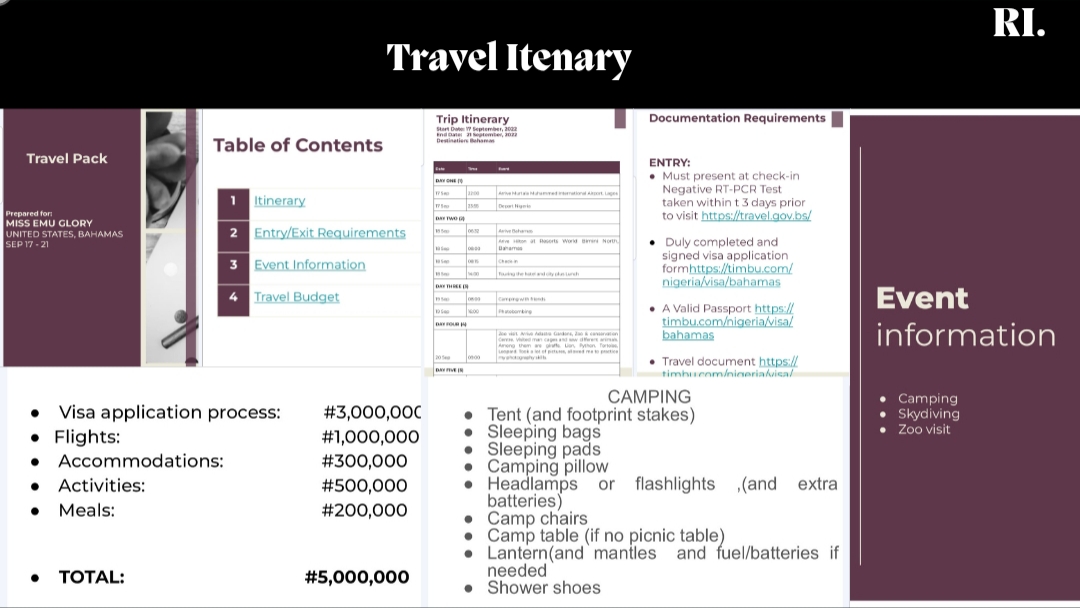 RI.
Travel Itenary
Travel Pack
Prepared for:
MISS EMU GLORY
UNITED STATES, BAHAMAS
SEP 17 - 21
Table of Contents
1 Itinerary
2 Entry/Exit Requirements
3 Event Information
4 Travel Budget
Trip Itinerary
Start Date: 17 September, 2022
End Date: 21 September, 2022
Destination: Bahamas
Date Time Event
DAY ONE (1)
17 Sep 22:00 Arrive Murtala Muhammed International Airport, Lagos
17 Sep 23:00 Depart Nigeria
DAY TWO (2)
18 Sep Arrive Bahamas
18 Sep Arrive Hilton at Resorts World Bimini North,
Bahamas
18 Sep Check-in
18 Sep 14:00 Touring the hotel and city plus Lunch
DAY THREE (3)
19 Sep 08:00 Camping with friends
19 Sep 16:00
DAY FOUR (4)
Zoo visit. Arrive Adastra Gardens, Zoo & conservation
Centre. Visited their cages and saw different animals.
Among them are giraffe, Lion, Python, Tortoise,
Leopard. Took a lot of pictures, allowed me to practice
my photography skills.
20 Sep 09:00
DAY FIVE (5)
Documentation Requirements
ENTRY:
• Must present at check-in
Negative RT-PCR Test
taken within t 3 days prior
to visit https://travel.gov.bs/
• Duly completed and
signed visa application
formhttps://timbu.com/
nigeria/visa/bahamas
• A Valid Passport https://
timbu.com/nigeria/visa/
bahamas
• Travel document https://
timbu.com/nigeria/visa/
Event
information
• Camping
• Skydiving
• Zoo visit
• Visa application process: #3,000,000
• Flights: #1,000,000
• Accommodations: #300,000
• Activities: #500,000
• Meals: #200,000
• TOTAL: #5,000,000
CAMPING
• Tent (and footprint stakes)
• Sleeping bags
• Sleeping pads
• Camping pillow
• Headlamps or flashlights ,(and extra
batteries)
• Camp chairs
• Camp table (if no picnic table)
• Lantern(and mantles and fuel/batteries if
needed
• Shower shoes